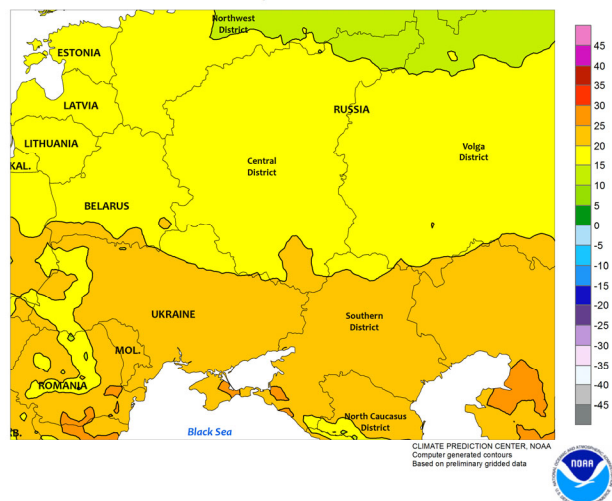 Northwest
District
ESTONIA
LATVIA
RUSSIA
LITHUANIA
Volga
District
KAL.
Central
District
BELARUS
UKRAINE
Southern
District
MOL.
ROMANIA
North Caucasus
District
B.
Black Sea
45
40
35
30
25
20
15
10
5
0
-5
-10
-15
-20
-25
-30
-35
-40
-45
CLIMATE PREDICTION CENTER, NOAA
Computer generated contours
Based on preliminary gridded data
NOAA